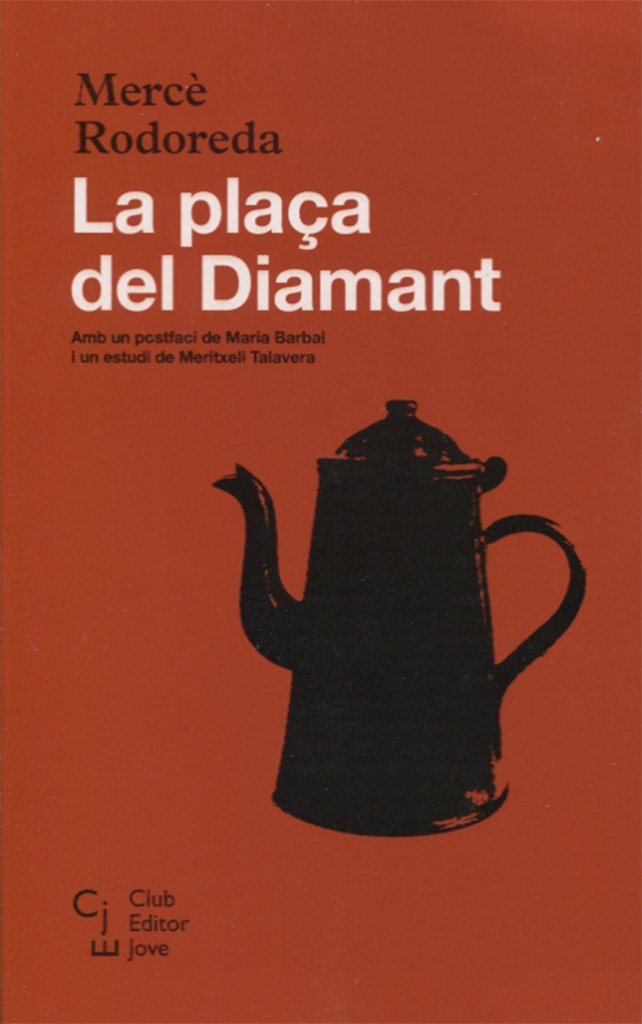 Mercè
Rodoreda
La plaça
del Diamant
Amb un postfaci de Maria Barbal
i un estudi de Meritxell Talavera
CjE
Club
Editor
Jove